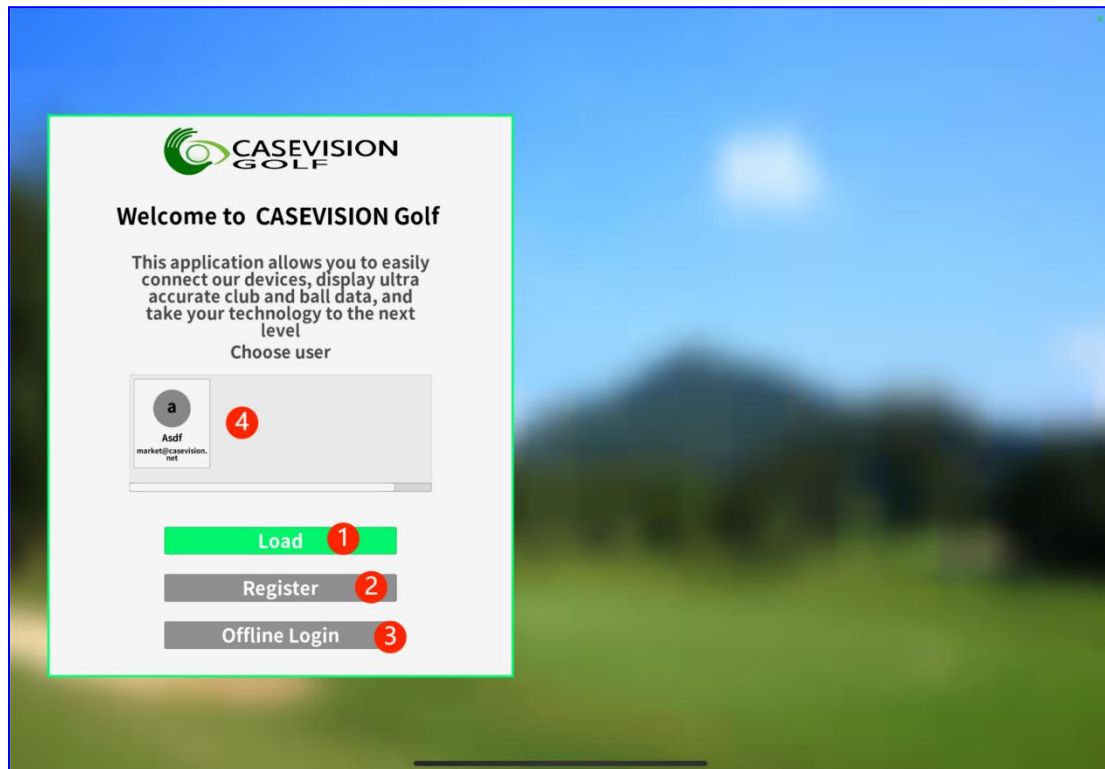 CASEVISION
GOLF
Welcome to CASEVISION Golf
This application allows you to easily
connect our devices, display ultra
accurate club and ball data, and
take your technology to the next
level
Choose user
a
4
Asdf
market@casevision.
net
Load 1
Register 2
Offline Login 3